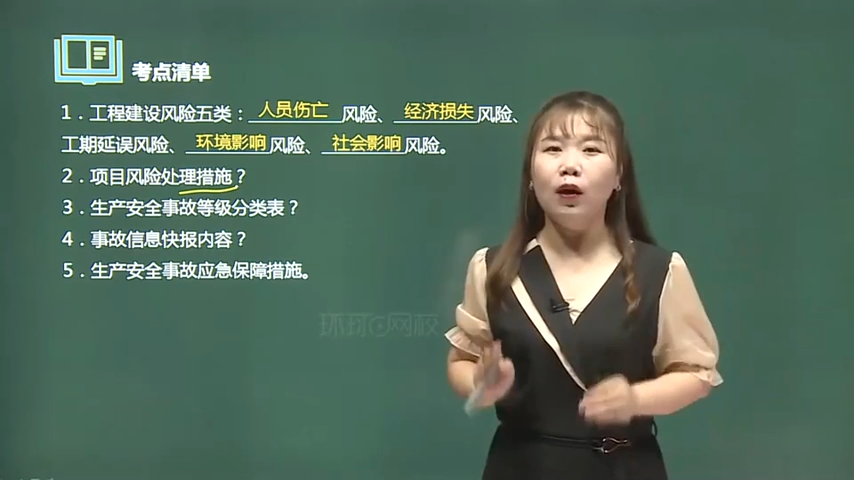 考点清单
1．工程建设风险五类：人员伤亡风险、经济损失风险、
工期延误风险、环境影响风险、社会影响风险。
2．项目风险处理措施？
3．生产安全事故等级分类表？
4．事故信息快报内容？
5．生产安全事故应急保障措施。
环球网校